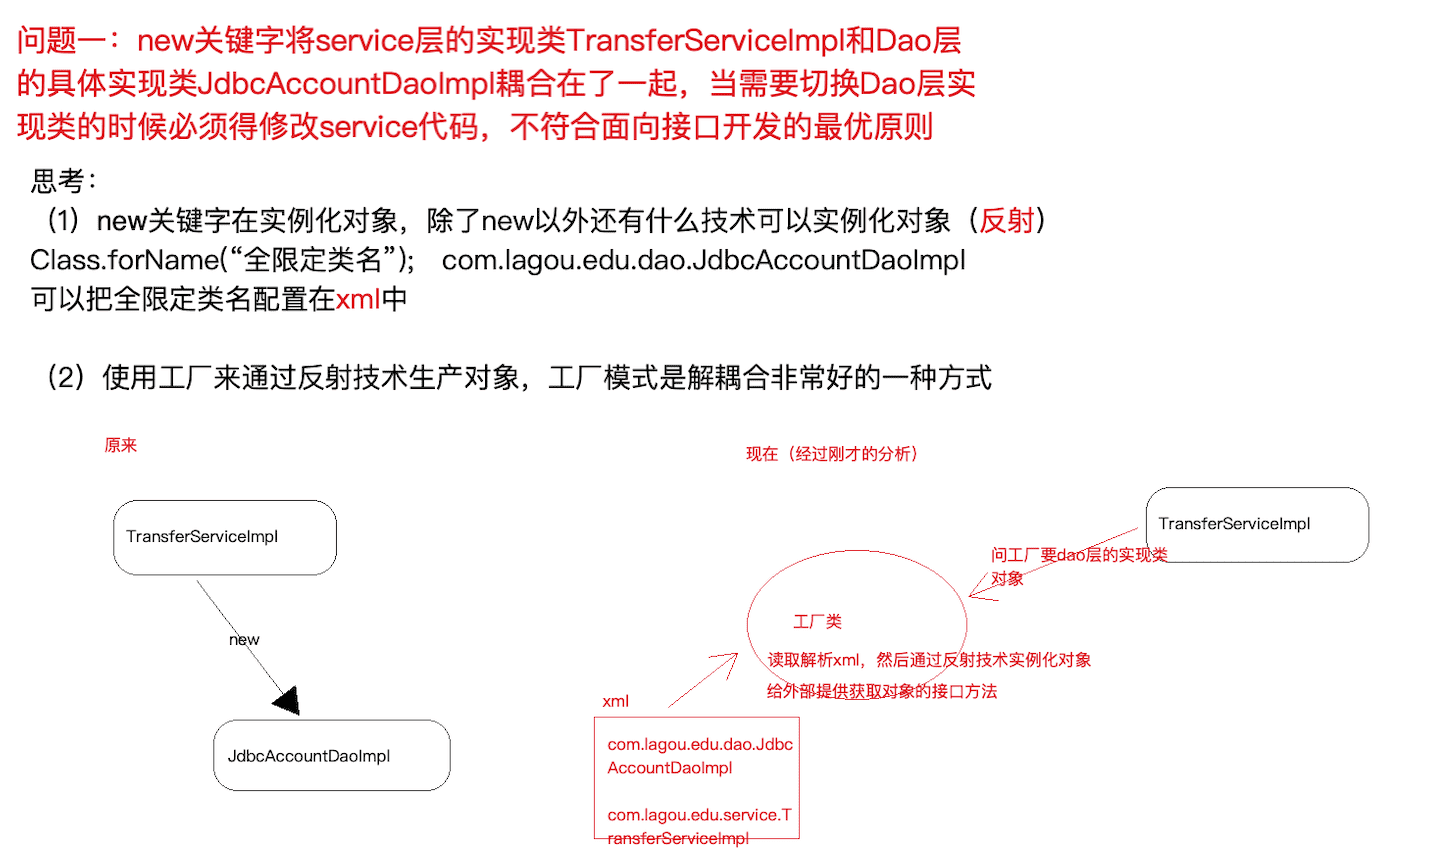 问题一：new关键字将service层的实现类TransferServiceImpl和Dao层
的具体实现类JdbcAccountDaoImpl耦合在了一起，当需要切换Dao层实
现类的时候必须得修改service代码，不符合面向接口开发的最优原则
思考：
（1）new关键字在实例化对象，除了new以外还有什么技术可以实例化对象（反射）
Class.forName(“全限定类名”); com.lagou.edu.dao.JdbcAccountDaoImpl
可以把全限定类名配置在xml中
（2）使用工厂来通过反射技术生产对象，工厂模式是解耦合非常好的一种方式
原来
TransferServiceImpl
new
JdbcAccountDaoImpl
现在（经过刚才的分析）
TransferServiceImpl
问工厂要dao层的实现类
对象
工厂类
读取解析xml，然后通过反射技术实例化对象
给外部提供获取对象的接口方法
xml
com.lagou.edu.dao.Jdbc
AccountDaoImpl
com.lagou.edu.service.T
ransferServiceImpl